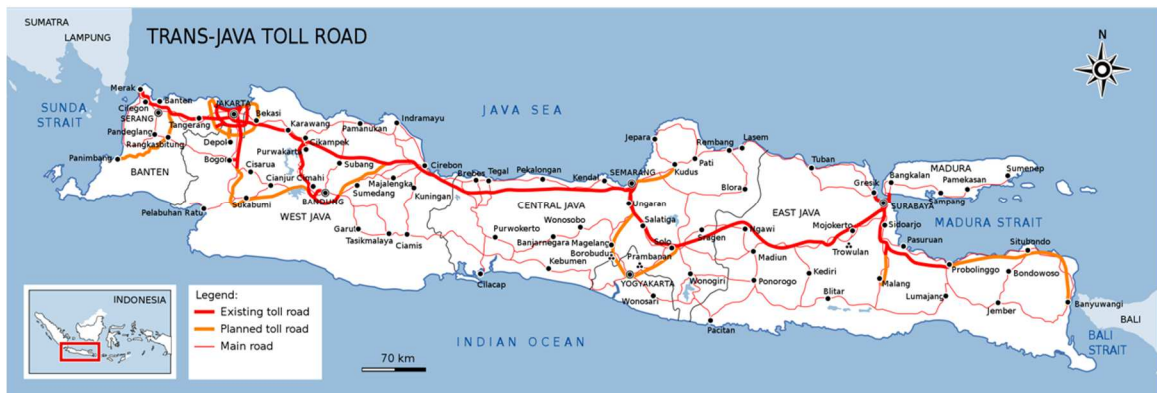 SUMATRA
LAMPUNG
TRANS-JAVA TOLL ROAD
N
SUNDA
STRAIT
JAVA SEA
Merak
Banten
Cilegon
SERANG
Pandeglang
Rangkasbitung
Panimbang
BANTEN
Tangerang
JAKARTA
Bekasi
Depol
Bogor
Cisarua
Karawang
Cikampek
Purwakarta
Pamanukan
Indramayu
Subang
Cianjur
Cimahi
BANDUNG
Sumedang
Majalengka
Kuningan
Cirebon
Sukabumi
Pelabuhan Ratu
WEST JAVA
Garut
Tasikmalaya
Ciamis
Brebes
Tegal
Pekalongan
Kendal
SEMARANG
CENTRAL JAVA
Ungaran
Salatiga
Wonosobo
Purwokerto
Banjarnegara
Magelang
Borobudu
Kebumen
Cilacap
Prambanan
YOGYAKARTA
Wonosari
Solo
Sragen
Wonogiri
Pacitan
Jepara
Kudus
Pati
Rembang
Lasem
Blora
Tuban
EAST JAVA
Ngawi
Madiun
Ponorogo
Kediri
Blitar
Mojokerto
Trowulan
Gresik
SURABAYA
Sidoarjo
Pasuruan
Malang
Lumajang
Probolinggo
Jember
Bondowoso
Situbondo
Banyuwangi
MADURA
Bangkalan
Sampang
Pamekasan
Sumenep
MADURA STRAIT
BALI
BALI
STRAIT
INDIAN OCEAN
INDONESIA
Legend:
Existing toll road
Planned toll road
Main road
70 km